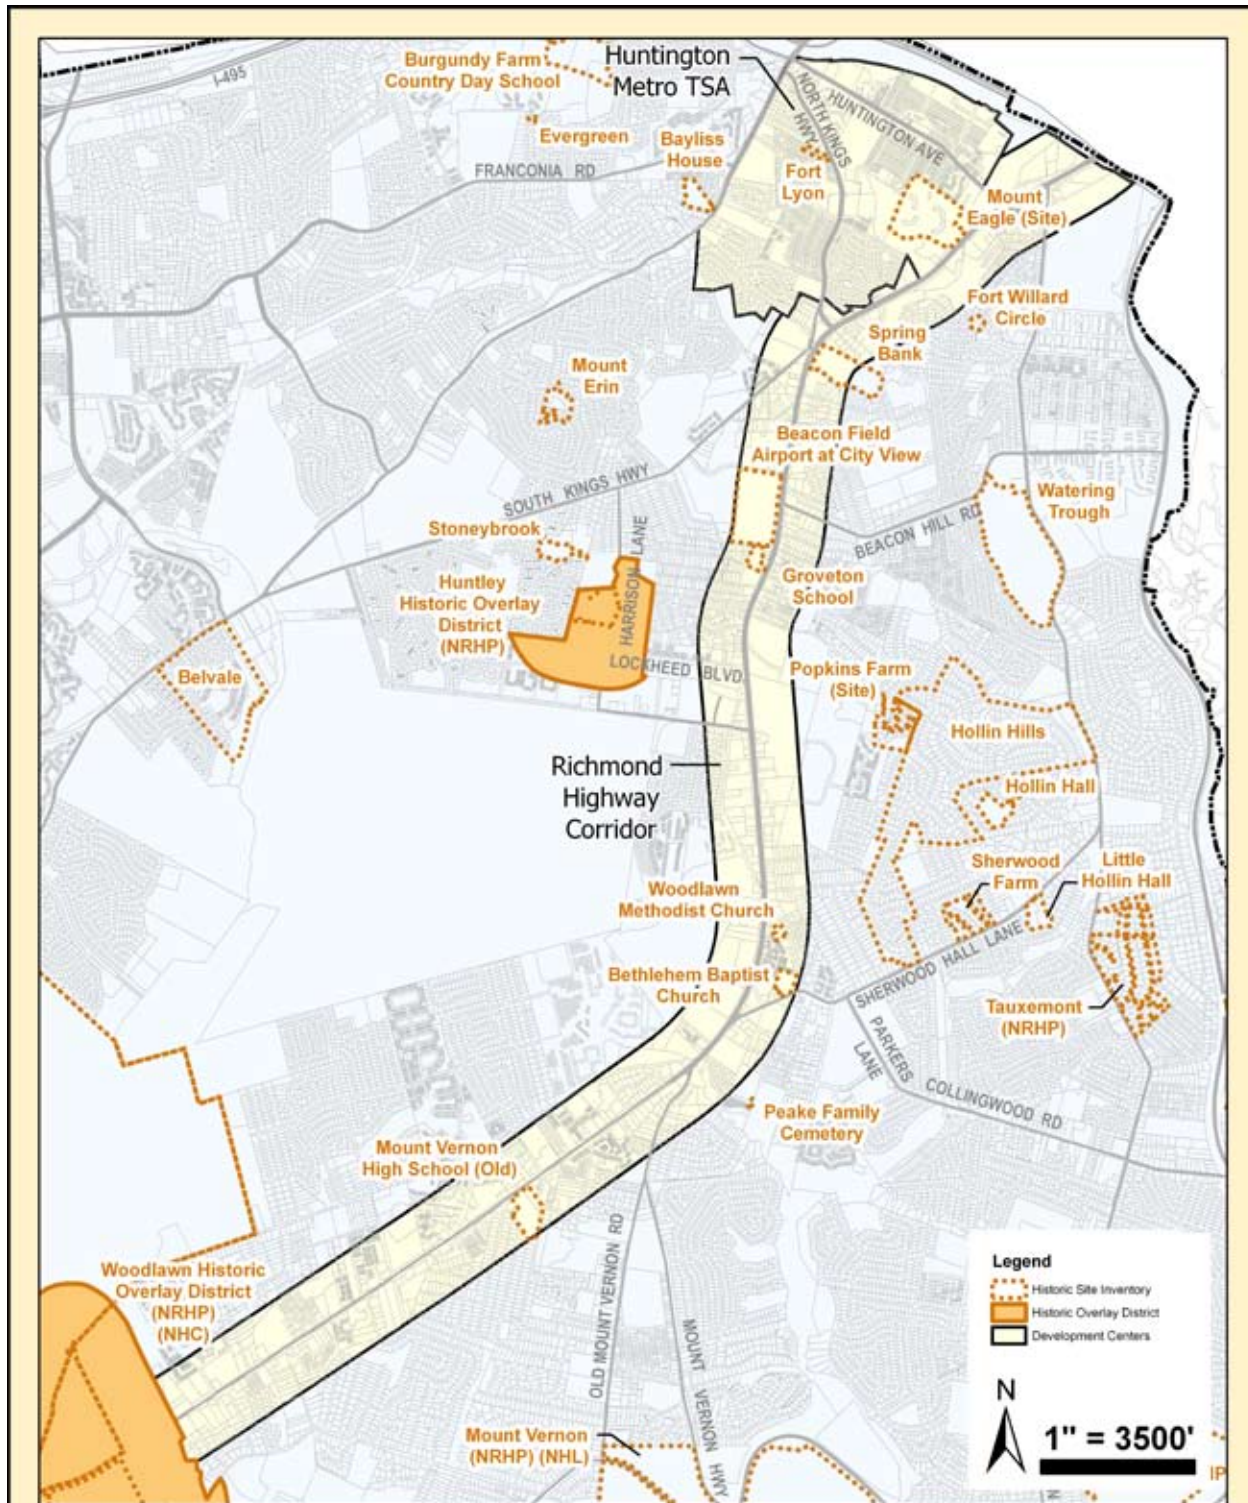 Burgundy Farm
Country Day School
Huntington
Metro TSA
I-495
Evergreen
FRANCONIA RD
Bayliss
House
NORTH KINGS
HWY
HUNTINGTON AVE
Fort
Lyon
Mount
Eagle (Site)
Fort Willard
Circle
Spring
Bank
Mount
Erin
Beacon Field
Airport at City View
SOUTH KINGS HWY
Watering
Trough
BEACON HILL RD
Stoneybrook
HARRISON LANE
Huntley
Historic Overlay
District
(NRHP)
Groveton
School
LOCKHEED BLVD.
Belvale
Popkins Farm
(Site)
Hollin Hills
Richmond
Highway
Corridor
Hollin Hall
Sherwood
Farm
Little
Hollin Hall
Woodlawn
Methodist Church
SHERWOOD HALL LANE
Bethlehem Baptist
Church
Tauxemont
(NRHP)
PARKERS
LANE
COLLINGWOOD RD
Peake Family
Cemetery
Mount Vernon
High School (Old)
OLD MOUNT VERNON RD
MOUNT VERNON HWY
Woodlawn Historic
Overlay District
(NRHP)
(NHC)
Mount Vernon
(NRHP) (NHL)
Legend
Historic Site Inventory
Historic Overlay District
Development Centers
N
1" = 3500'
IP
N